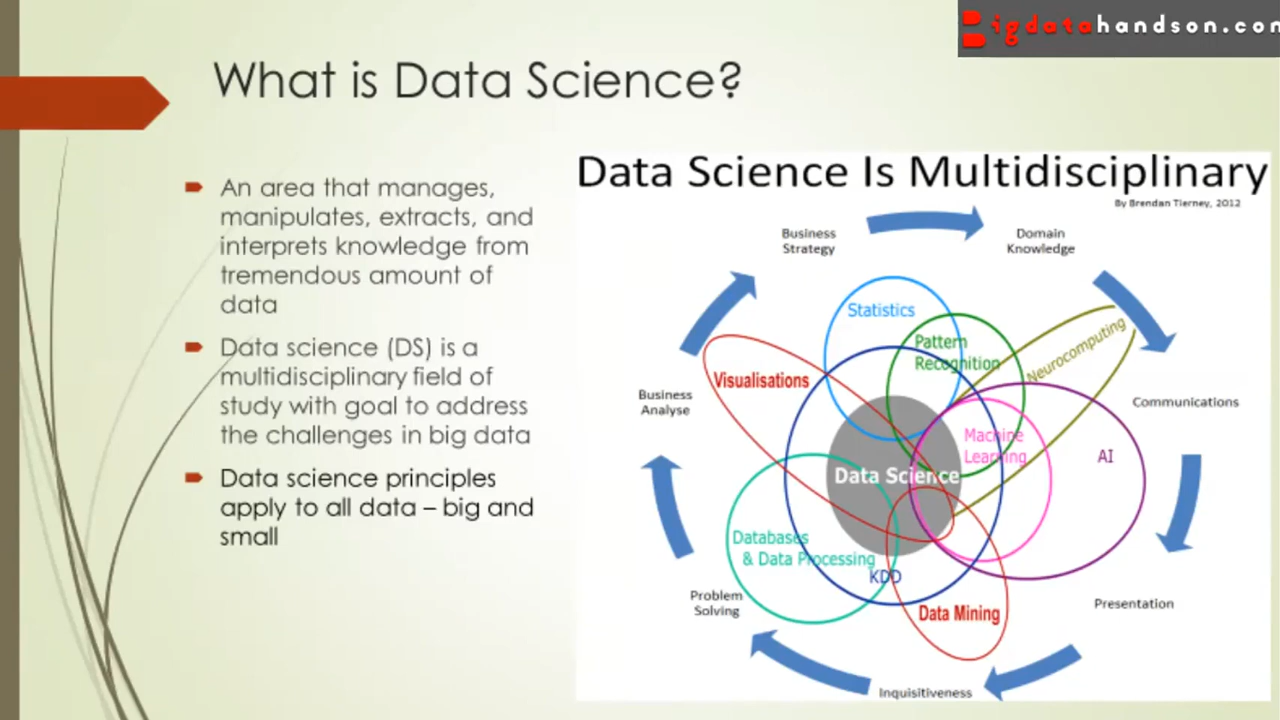 Bigdatahandson.com
What is Data Science?
An area that manages,
manipulates, extracts, and
interprets knowledge from
tremendous amount of
data
Data science (DS) is a
multidisciplinary field of
study with goal to address
the challenges in big data
Data science principles
apply to all data – big and
small
Data Science Is Multidisciplinary
By Brendan Tierney, 2012
Business
Strategy
Domain
Knowledge
Statistics
Pattern
Recognition
Neurocomputing
Visualisations
Business
Analyse
Communications
Machine
Learning
AI
Data Science
Databases
& Data Processing
KDD
Problem
Solving
Data Mining
Presentation
Inquisitiveness